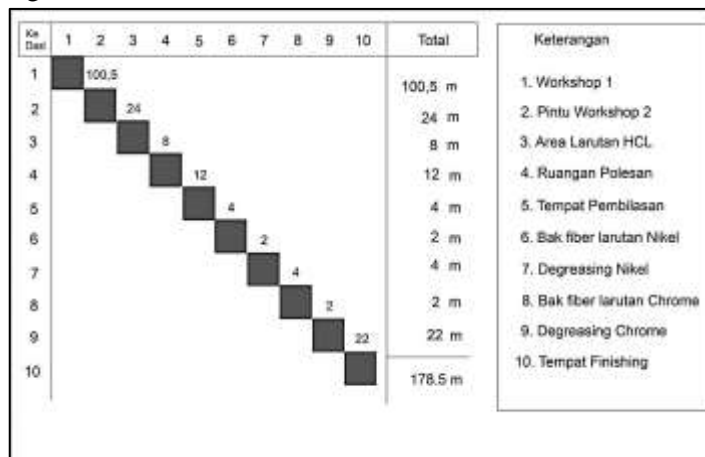 Ke Dari 1 2 3 4 5 6 7 8 9 10 Total
1 100,5 100,5 m
2 24 24 m
3 8 8 m
4 12 12 m
5 4 4 m
6 2 2 m
7 4 4 m
8 2 2 m
9 22 22 m
10 178.5 m
Keterangan
1. Workshop 1
2. Pintu Workshop 2
3. Area Larutan HCL
4. Ruangan Polesan
5. Tempat Pembilasan
6. Bak fiber larutan Nikel
7. Degreasing Nikel
8. Bak fiber larutan Chrome
9. Degreasing Chrome
10. Tempat Finishing